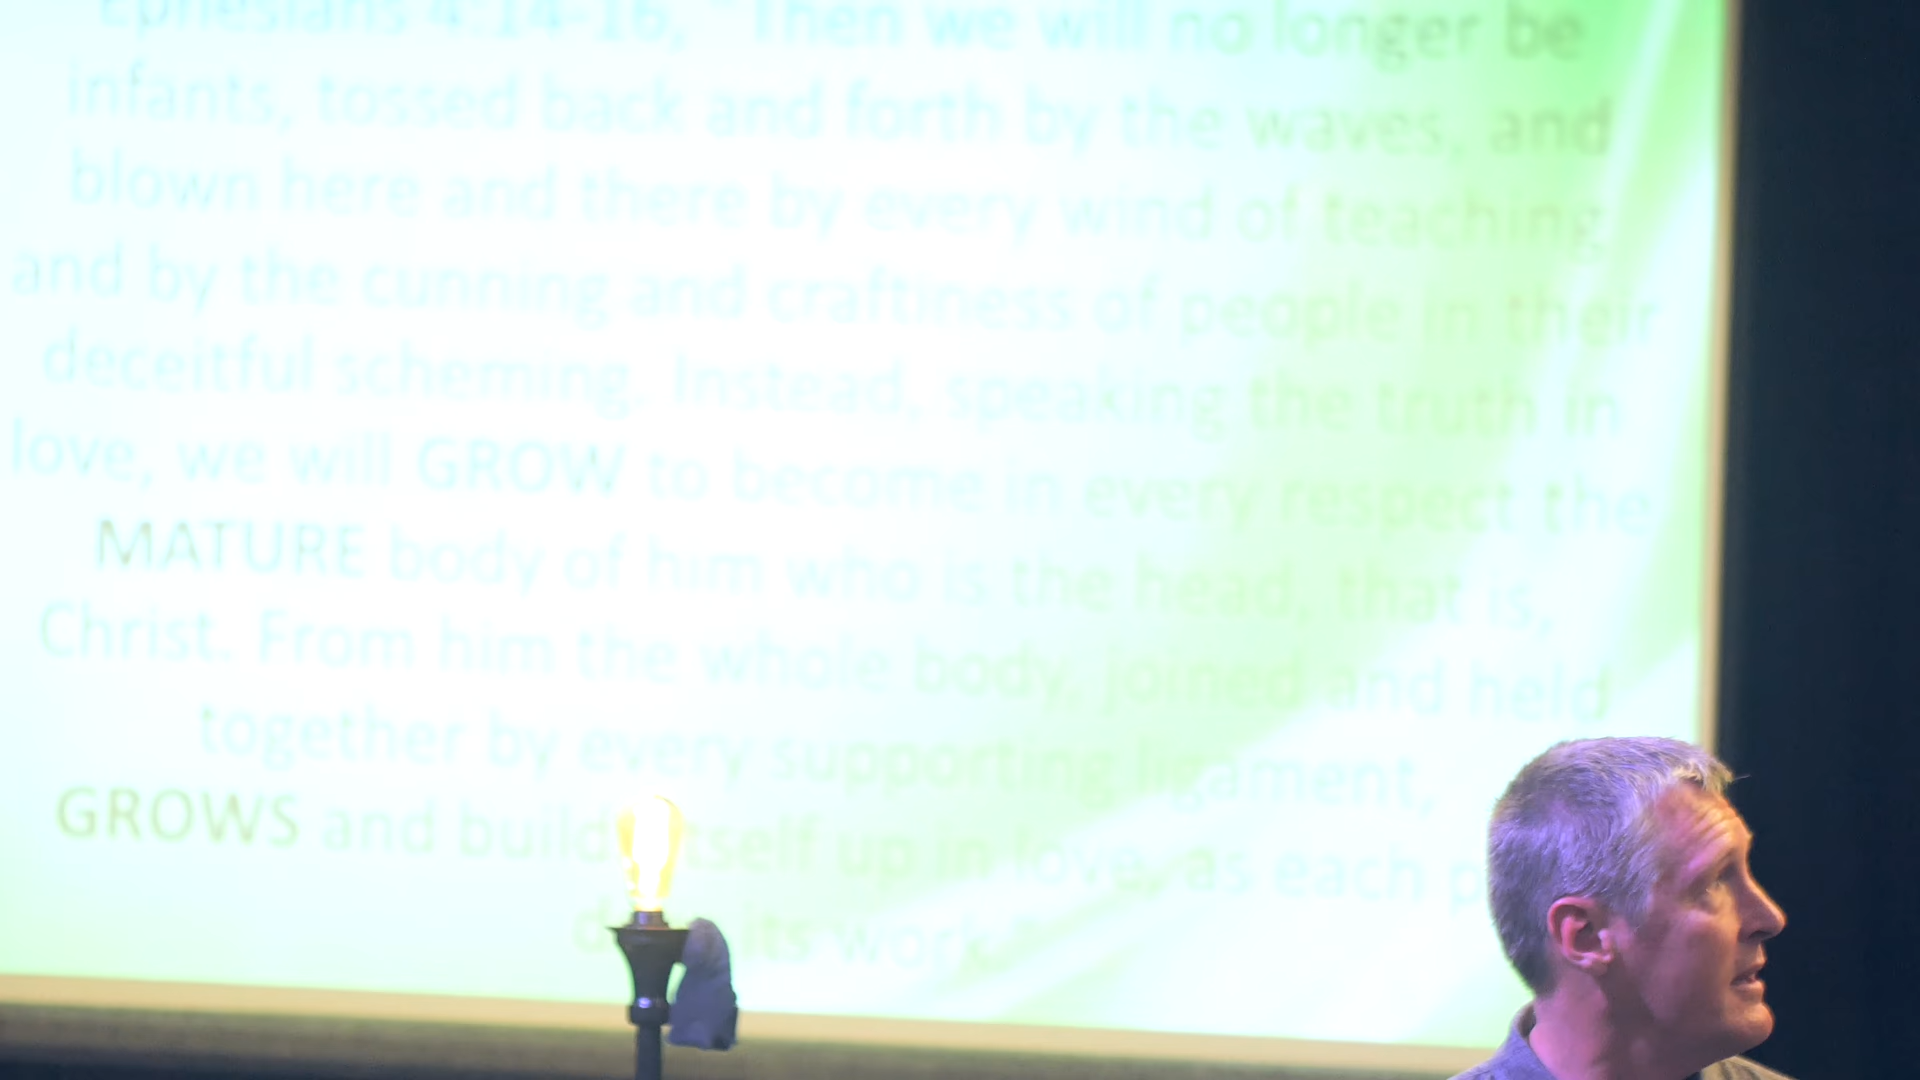 Ephesians 4:14-16, "Then we will no longer be
infants, tossed back and forth by the waves, and
blown here and there by every wind of teaching
and by the cunning and craftiness of people in their
deceitful scheming. Instead, speaking the truth in
love, we will GROW to become in every respect the
MATURE body of him who is the head, that is,
Christ. From him the whole body, joined and held
together by every supporting ligament,
GROWS and build itself up in love, as each p
its work."